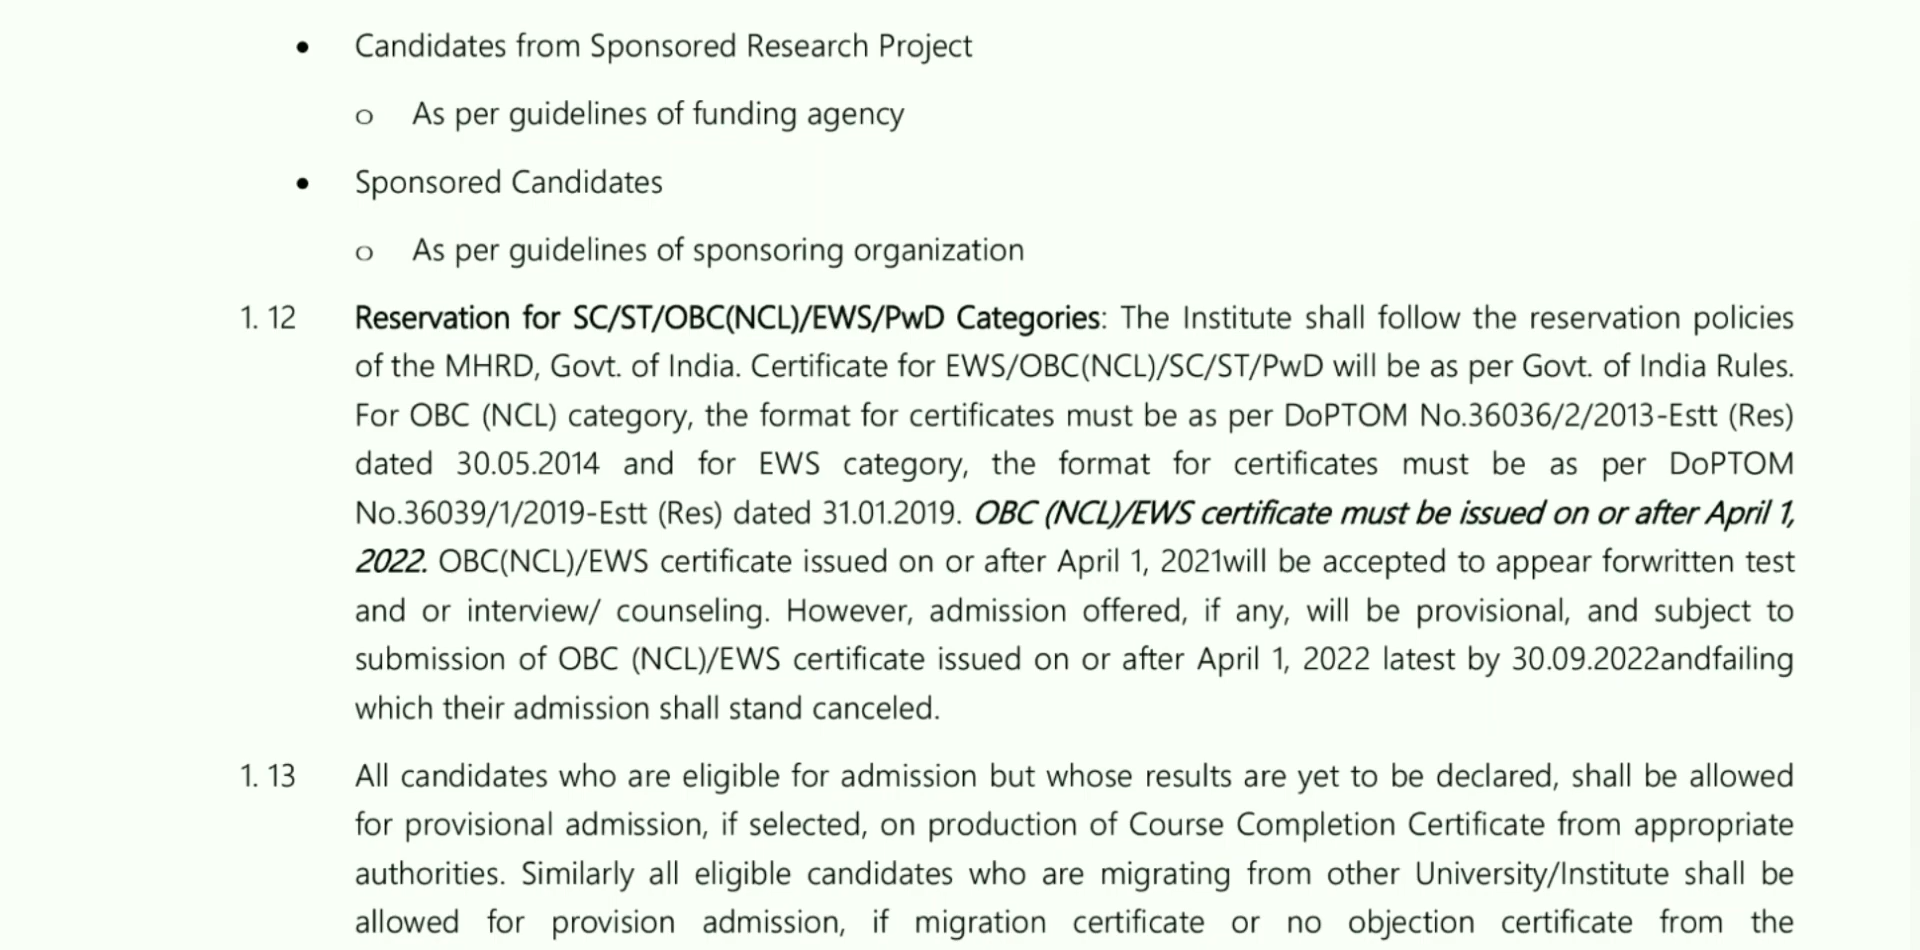 • Candidates from Sponsored Research Project
o As per guidelines of funding agency
• Sponsored Candidates
o As per guidelines of sponsoring organization
1. 12 Reservation for SC/ST/OBC(NCL)/EWS/PwD Categories: The Institute shall follow the reservation policies
of the MHRD, Govt. of India. Certificate for EWS/OBC(NCL)/SC/ST/PwD will be as per Govt. of India Rules.
For OBC (NCL) category, the format for certificates must be as per DoPTOM No.36036/2/2013-Estt (Res)
dated 30.05.2014 and for EWS category, the format for certificates must be as per DoPTOM
No.36039/1/2019-Estt (Res) dated 31.01.2019. OBC (NCL)/EWS certificate must be issued on or after April 1,
2022. OBC(NCL)/EWS certificate issued on or after April 1, 2021will be accepted to appear forwritten test
and or interview/ counseling. However, admission offered, if any, will be provisional, and subject to
submission of OBC (NCL)/EWS certificate issued on or after April 1, 2022 latest by 30.09.2022andfailing
which their admission shall stand canceled.
1. 13 All candidates who are eligible for admission but whose results are yet to be declared, shall be allowed
for provisional admission, if selected, on production of Course Completion Certificate from appropriate
authorities. Similarly all eligible candidates who are migrating from other University/Institute shall be
allowed for provision admission, if migration certificate or no objection certificate from the